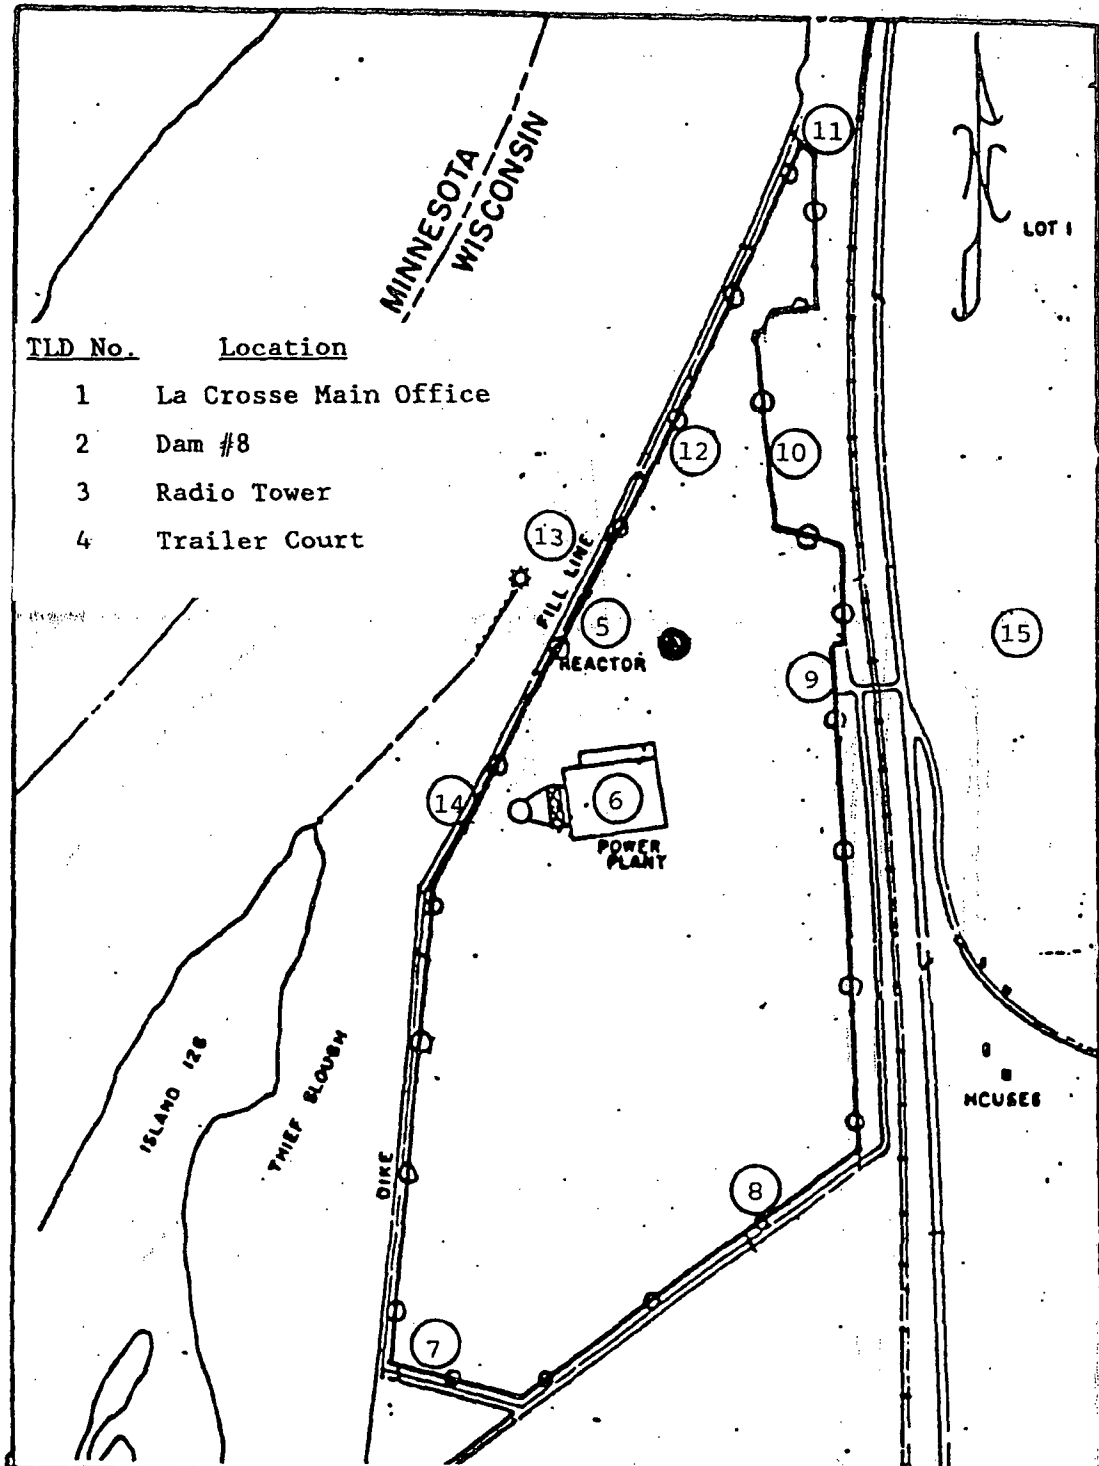 MINNESOTA
WISCONSIN
11
LOT 1
TLD No. Location
1 La Crosse Main Office
2 Dam #8
3 Radio Tower
4 Trailer Court
12
10
13
FILL LINE
5
REACTOR
15
9
14
6
POWER
PLANT
ISLAND 126
THIEF SLOUGH
DIKE
HOUSES
8
7